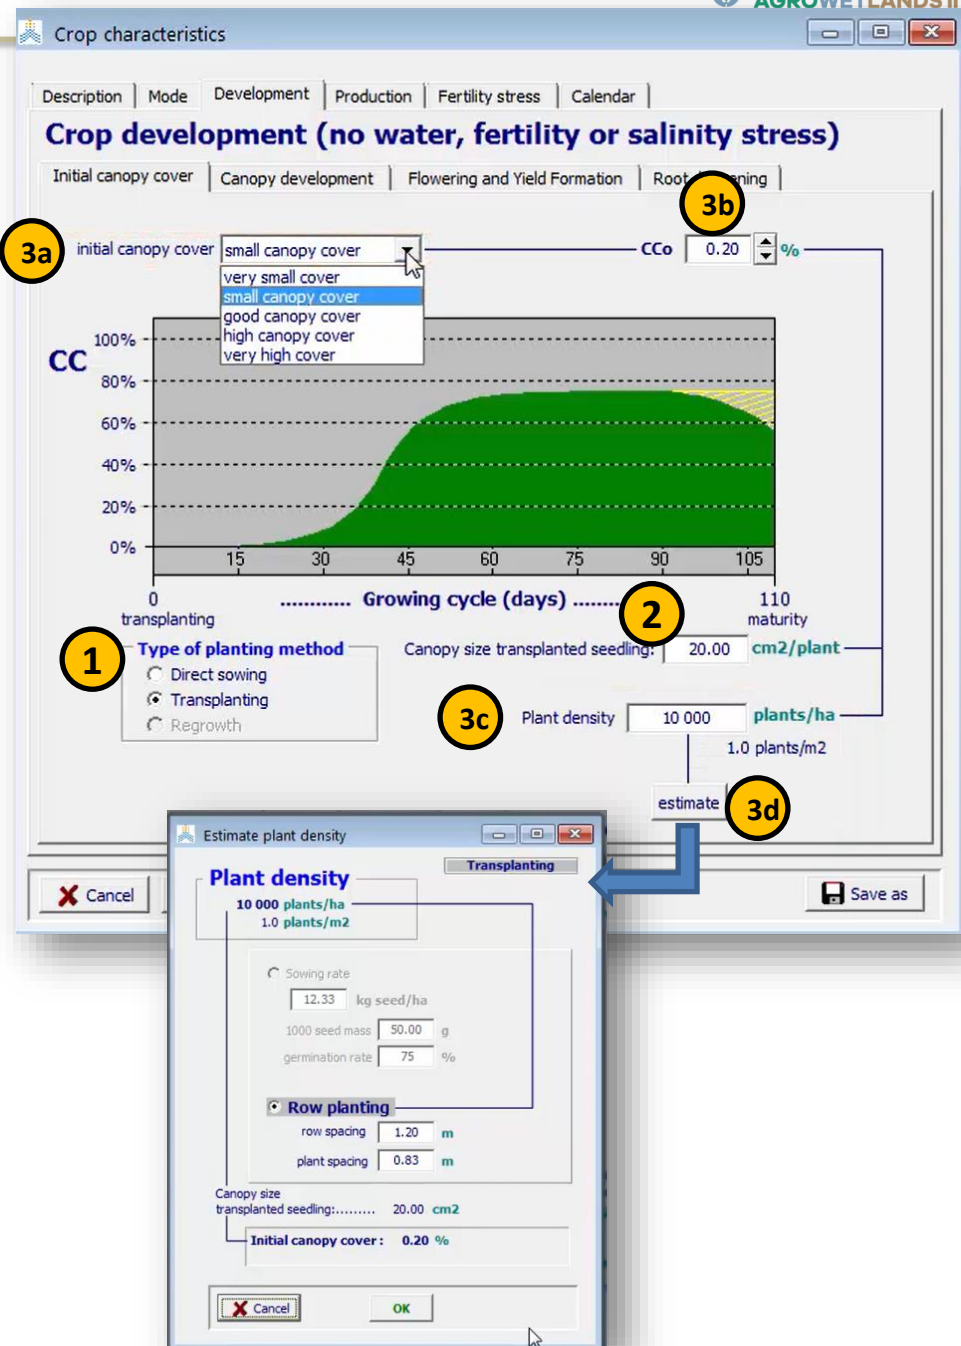 AGROWETLANDS II
Crop characteristics
Description Mode Development Production Fertility stress Calendar
Crop development (no water, fertility or salinity stress)
Initial canopy cover Canopy development Flowering and Yield Formation Root deepening
3b
3a initial canopy cover small canopy cover CCo 0.20 %
very small cover
small canopy cover
good canopy cover
high canopy cover
very high cover
CC
100%
80%
60%
40%
20%
0%
15 30 45 60 75 90 105
0 ............ Growing cycle (days) ........ 110
transplanting maturity
2
1 Type of planting method
Canopy size transplanted seedling: 20.00 cm2/plant
Direct sowing
Transplanting
Regrowth
3c Plant density 10 000 plants/ha
1.0 plants/m2
estimate 3d
Cancel Save as
Estimate plant density
Transplanting
Plant density
10 000 plants/ha
1.0 plants/m2
Sowing rate
12.33 kg seed/ha
1000 seed mass 50.00 g
germination rate 75 %
Row planting
row spacing 1.20 m
plant spacing 0.83 m
Canopy size
transplanted seedling:......... 20.00 cm2
Initial canopy cover : 0.20 %
Cancel OK